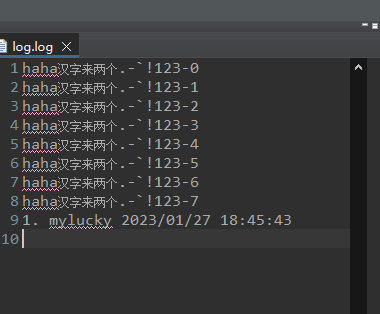 log.log
1 haha汉字来两个.-`!123-0
2 haha汉字来两个.-`!123-1
3 haha汉字来两个.-`!123-2
4 haha汉字来两个.-`!123-3
5 haha汉字来两个.-`!123-4
6 haha汉字来两个.-`!123-5
7 haha汉字来两个.-`!123-6
8 haha汉字来两个.-`!123-7
9 1. mylucky 2023/01/27 18:45:43
10